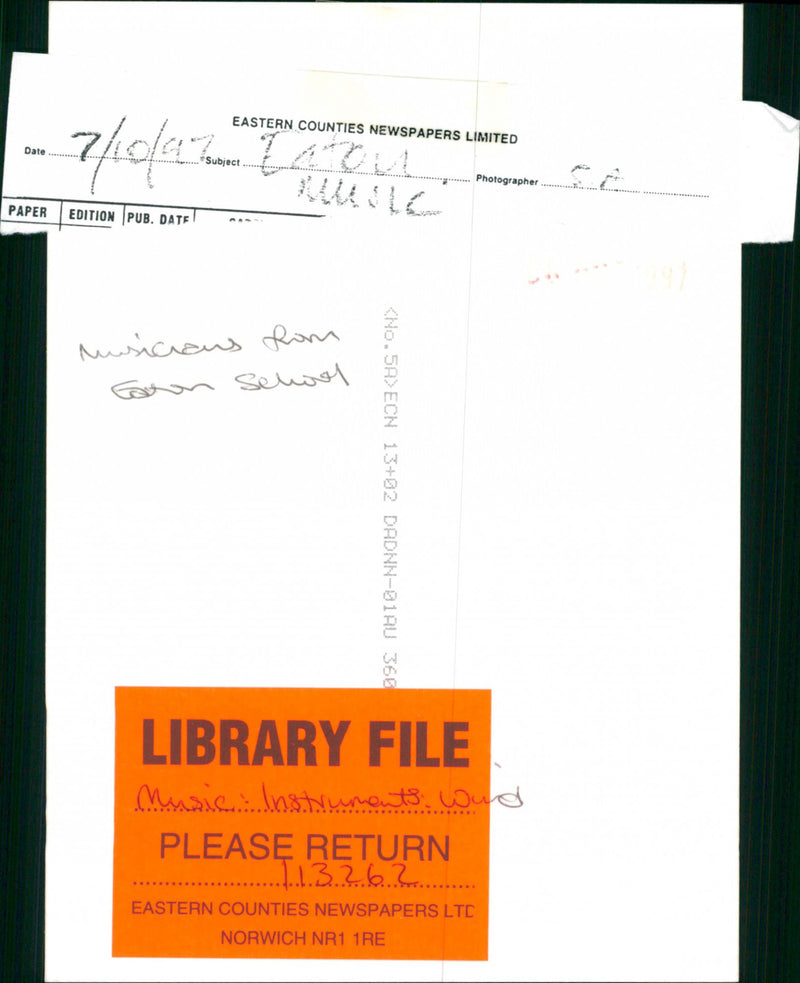 EASTERN COUNTIES NEWSPAPERS LIMITED
Date 7/10/97 Subject Eaton Photographer S A
Music
PAPER EDITION PUB. DATE
Musicians from
Eaton School
<No.5A>ECN 13+02 DADNN-01AU 360
LIBRARY FILE
Music: Instruments: Wind
PLEASE RETURN
113262
EASTERN COUNTIES NEWSPAPERS LTD
NORWICH NR1 1RE